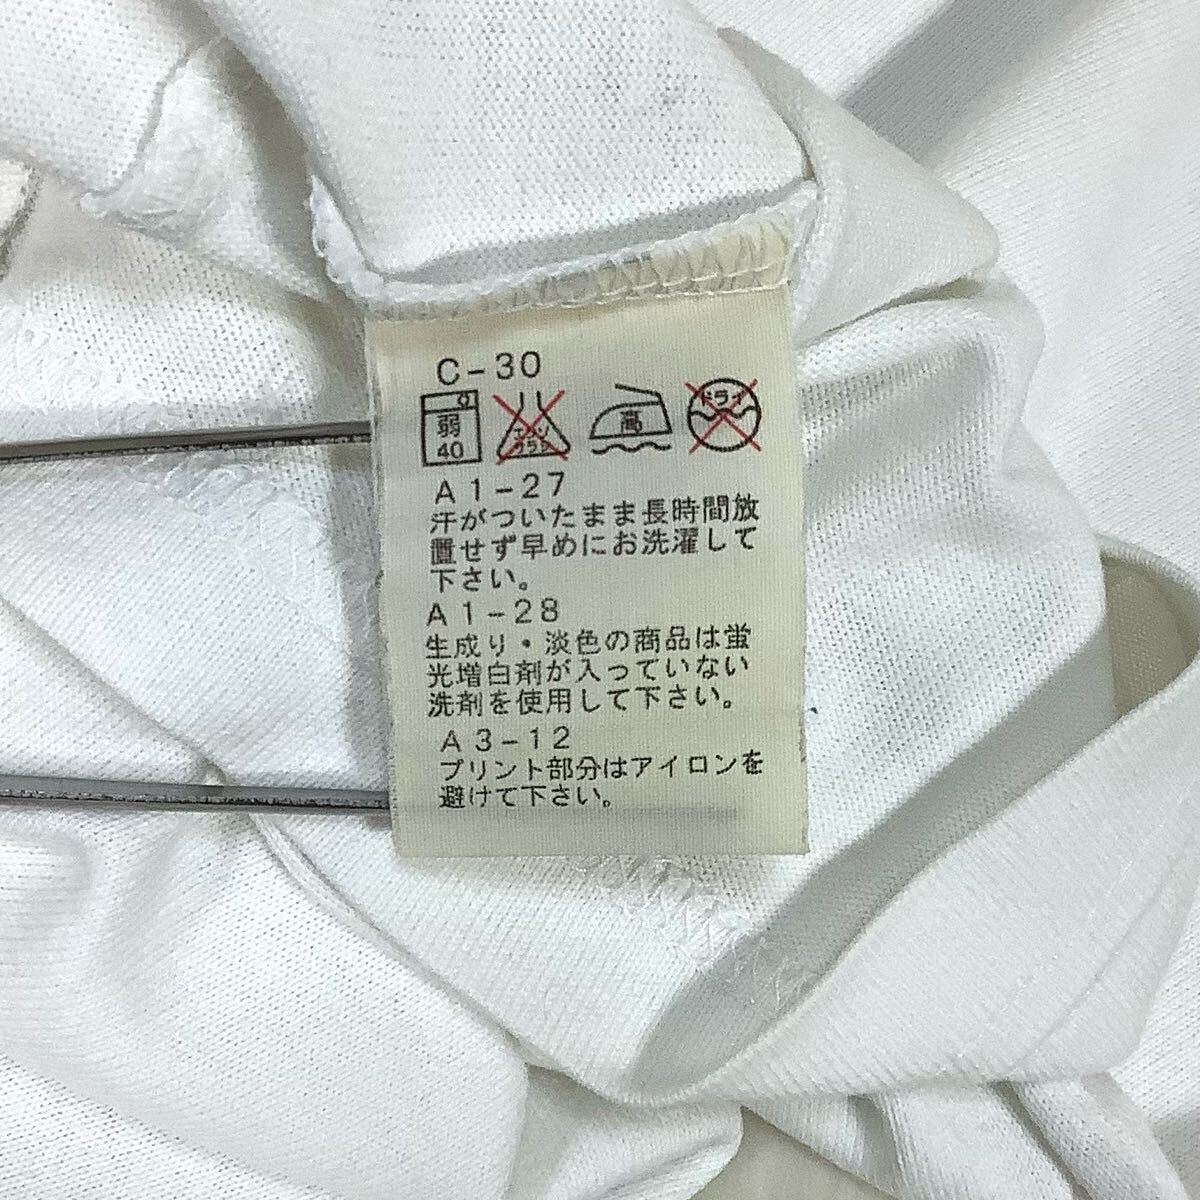 C-30
弱
40
エンソ
サラシ
高
ドライ
A1-27
汗がついたまま長時間放
置せず早めにお洗濯して
下さい。
A1-28
生成り・淡色の商品は蛍
光増白剤が入っていない
洗剤を使用して下さい。
A3-12
プリント部分はアイロンを
避けて下さい。